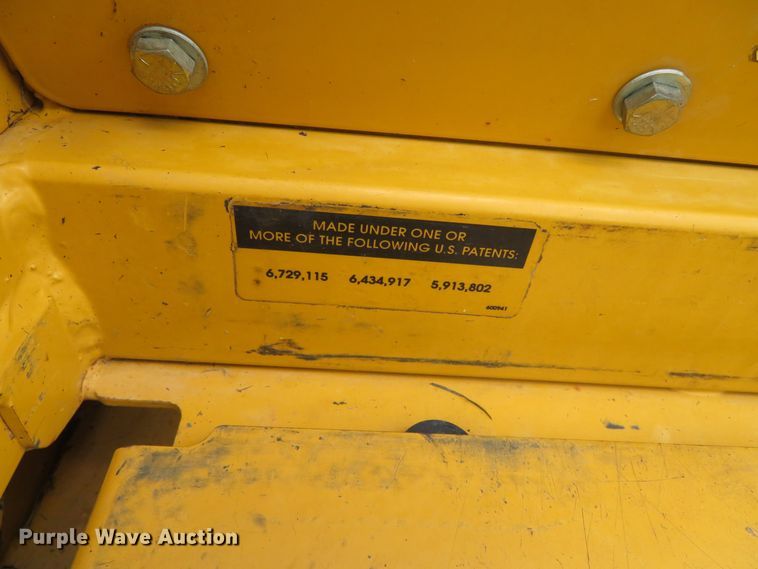 MADE UNDER ONE OR
MORE OF THE FOLLOWING U.S. PATENTS:
6,729,115 6,434,917 5,913,802
600941
Purple Wave Auction